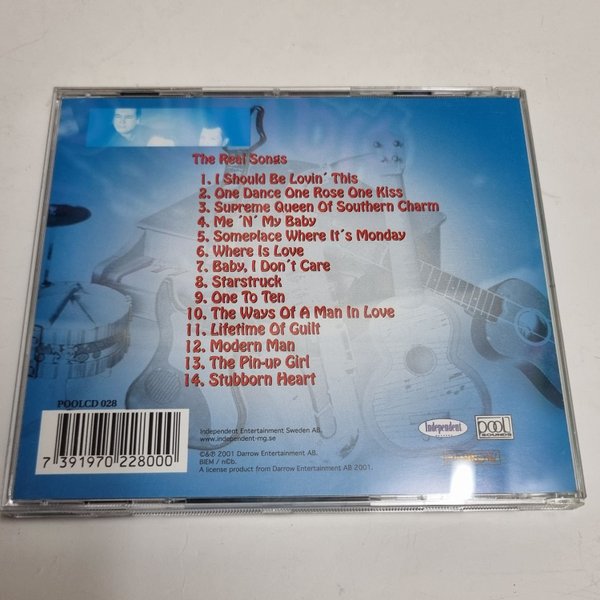 The Real Songs
1. I Should Be Lovin´ This
2. One Dance One Rose One Kiss
3. Supreme Queen Of Southern Charm
4. Me ´N´ My Baby
5. Someplace Where It´s Monday
6. Where Is Love
7. Baby, I Don´t Care
8. Starstruck
9. One To Ten
10. The Ways Of A Man In Love
11. Lifetime Of Guilt
12. Modern Man
13. The Pin-up Girl
14. Stubborn Heart
POOLCD 028
7 391970 228000
Independent Entertainment Sweden AB.
www.independent-mg.se
©&℗ 2001 Darrow Entertainment AB.
BIEM / nCb.
A license product from Darrow Entertainment AB 2001.
Independent
POOL
SOUNDS